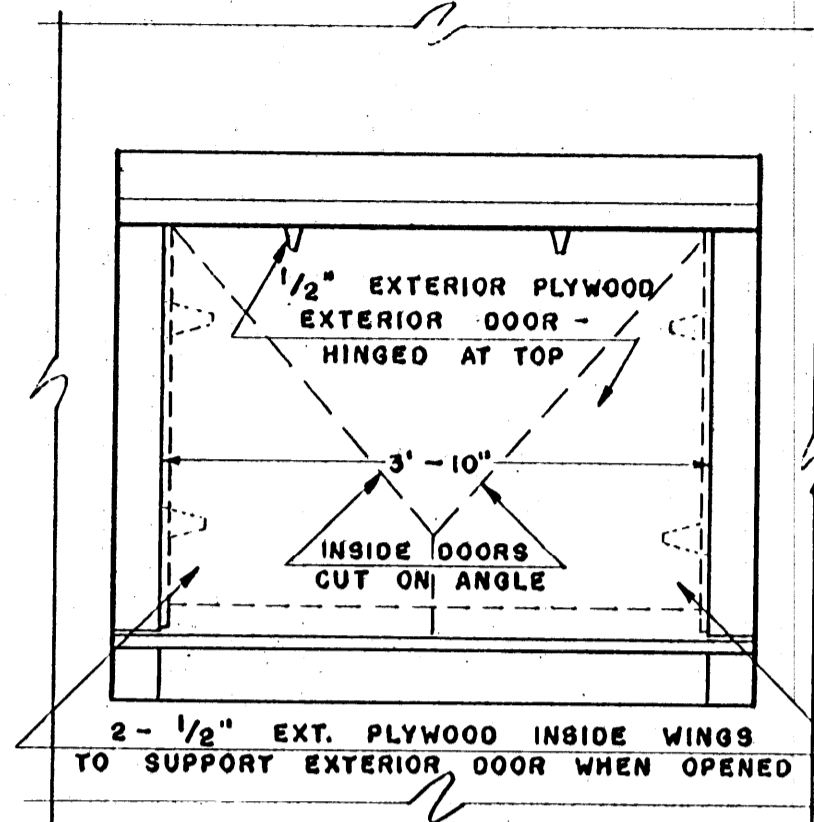 1/2" EXTERIOR PLYWOOD
EXTERIOR DOOR -
HINGED AT TOP
3' - 10"
INSIDE DOORS
CUT ON ANGLE
2 - 1/2" EXT. PLYWOOD INSIDE WINGS
TO SUPPORT EXTERIOR DOOR WHEN OPENED